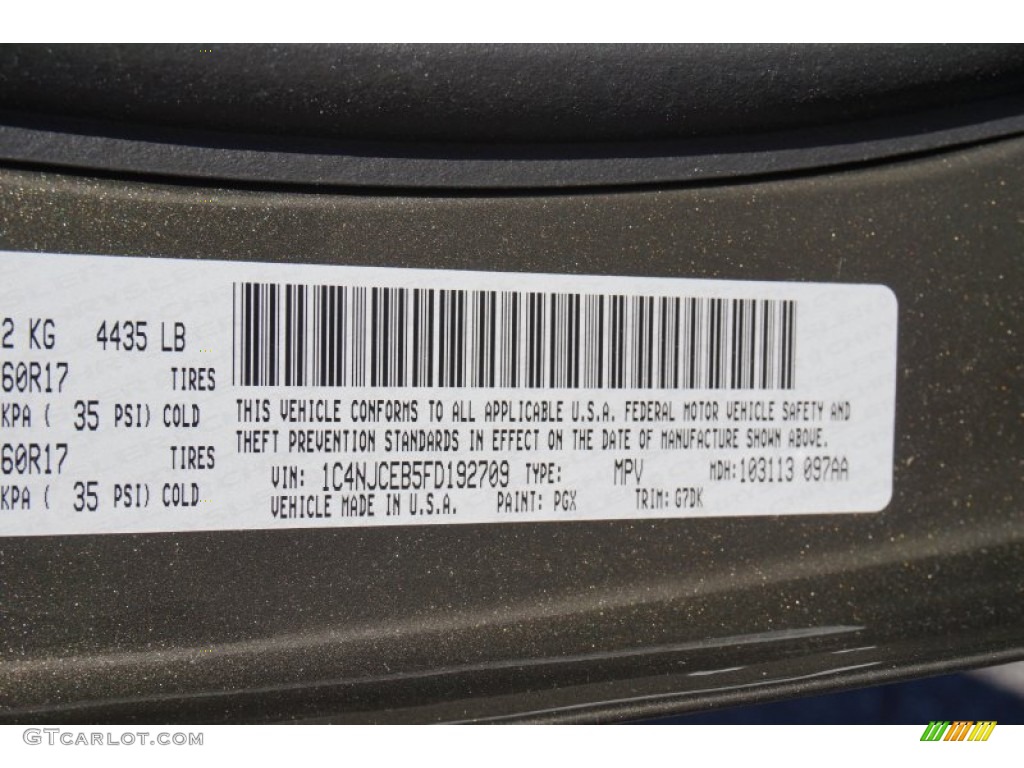 2 KG 4435 LB
60R17 TIRES
KPA ( 35 PSI) COLD
60R17 TIRES
KPA ( 35 PSI) COLD
THIS VEHICLE CONFORMS TO ALL APPLICABLE U.S.A. FEDERAL MOTOR VEHICLE SAFETY AND
THEFT PREVENTION STANDARDS IN EFFECT ON THE DATE OF MANUFACTURE SHOWN ABOVE.
VIN: 1C4NJCEB5FD192709 TYPE: MPV MDH: 103113 097AA
VEHICLE MADE IN U.S.A. PAINT: PGX TRIM: G7DK
GTCarLot.com